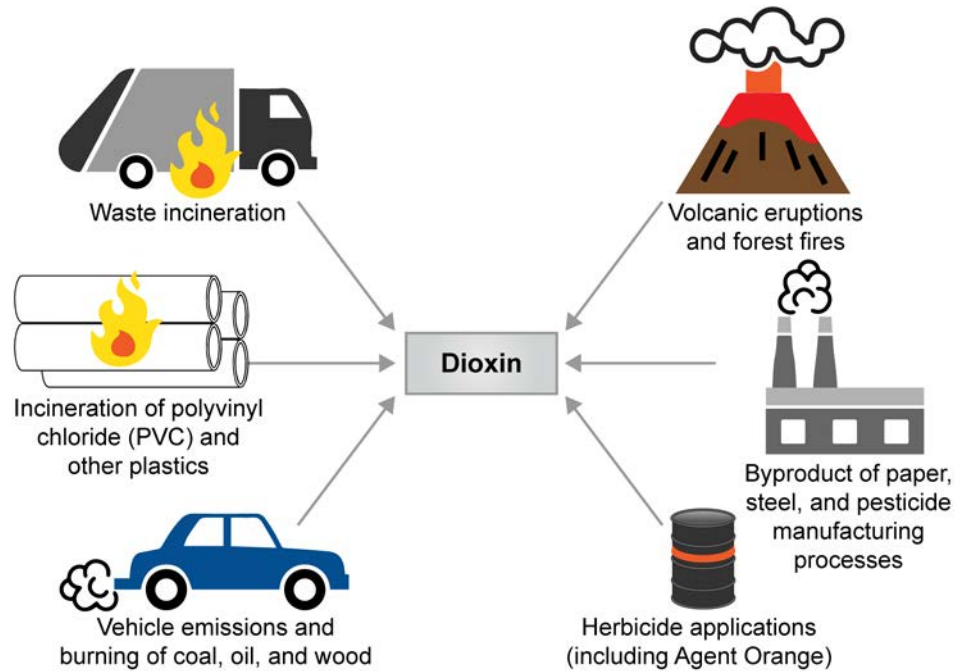 Waste incineration
Volcanic eruptions
and forest fires
Incineration of polyvinyl
chloride (PVC) and
other plastics
Dioxin
Byproduct of paper,
steel, and pesticide
manufacturing
processes
Vehicle emissions and
burning of coal, oil, and wood
Herbicide applications
(including Agent Orange)